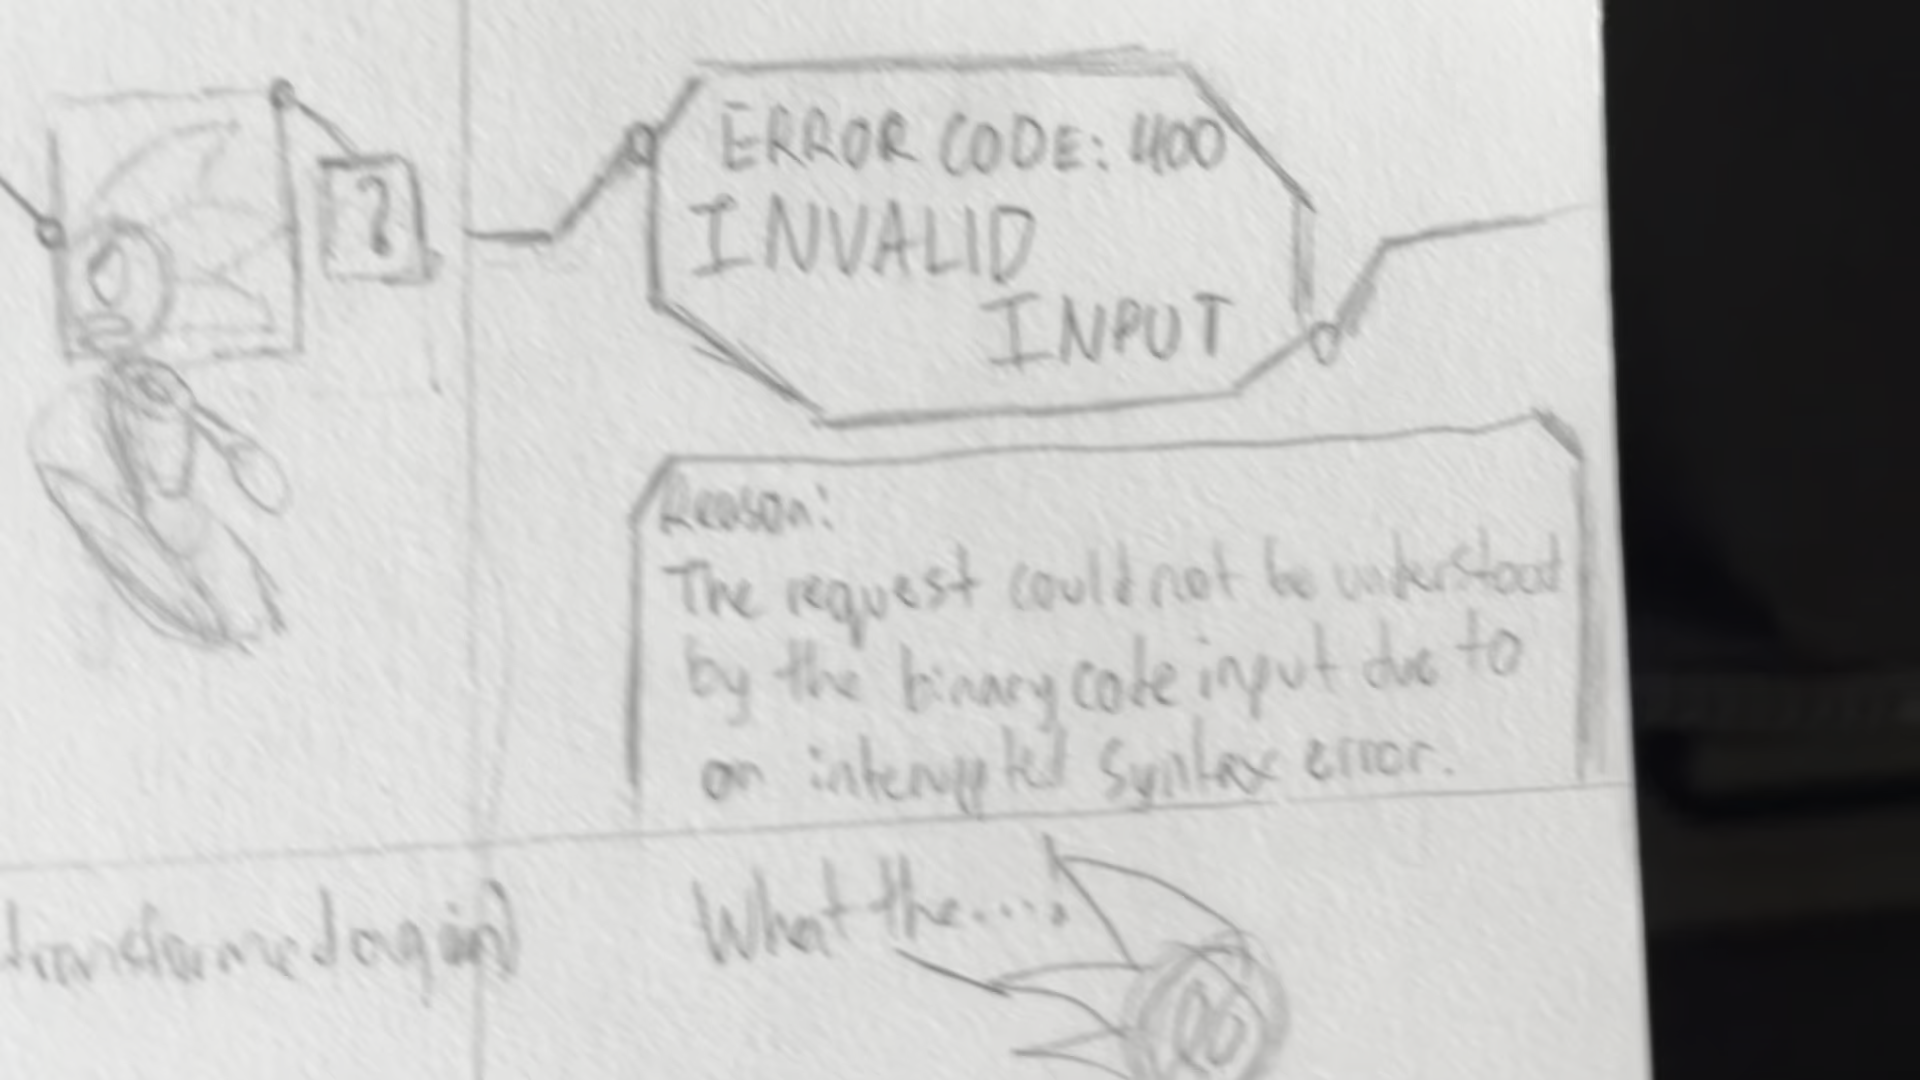 ?
ERROR CODE: 400
INVALID
INPUT
Reason:
The request could not be understood
by the binary code input due to
an interrupted syntax error.
transformed again)
What the....